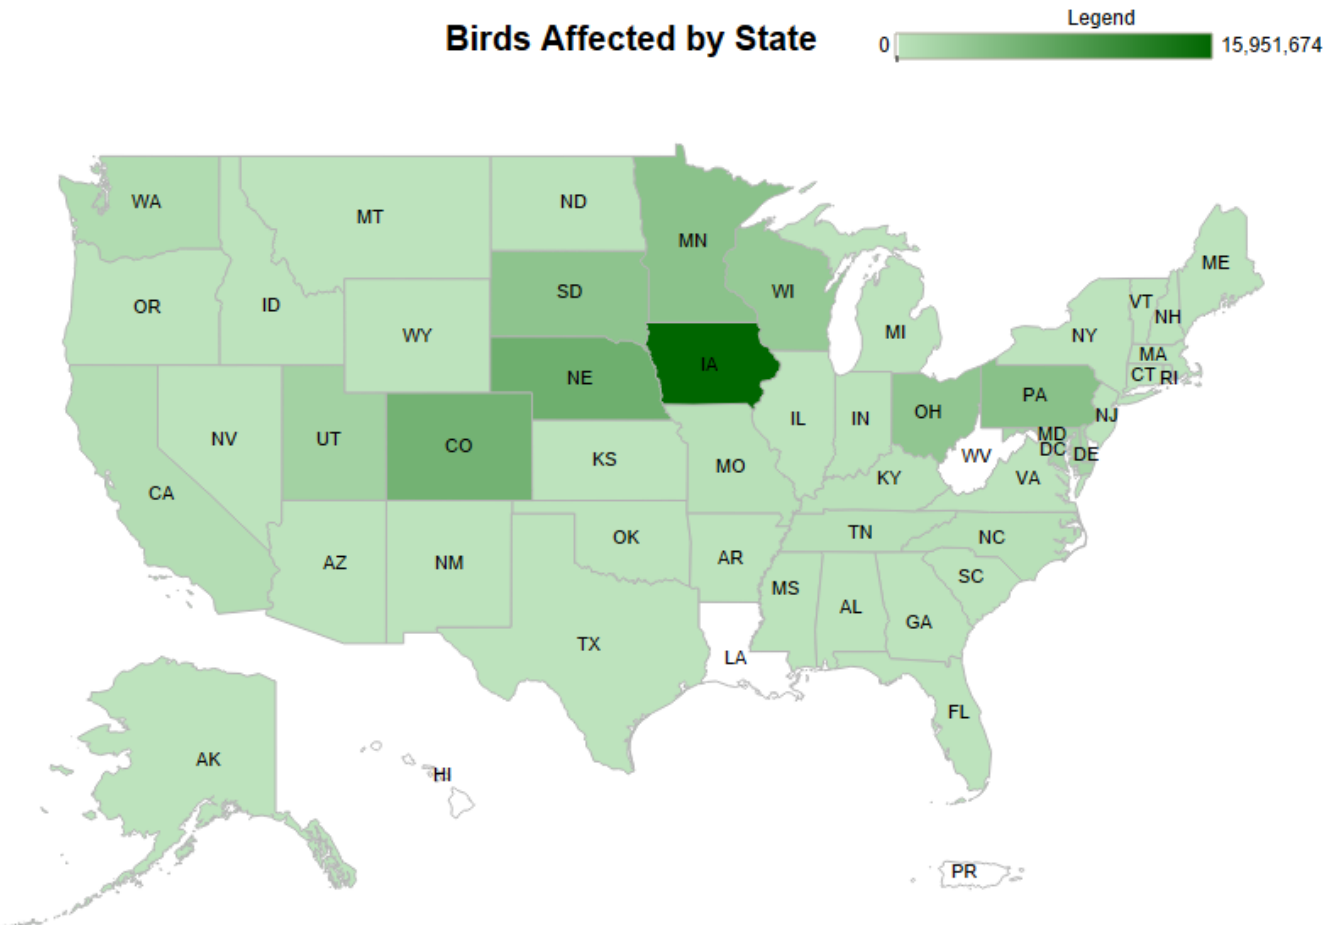 Birds Affected by State
Legend
0 15,951,674
WA
MT
ND
MN
ME
OR
ID
WY
SD
WI
MI
NY
VT
NH
MA
CT RI
NE
IA
PA
NJ
NV
UT
CO
KS
MO
IL
IN
OH
WV
MD
DC DE
VA
KY
CA
AZ
NM
OK
AR
TN
NC
SC
MS
AL
GA
TX
LA
FL
AK
HI
PR